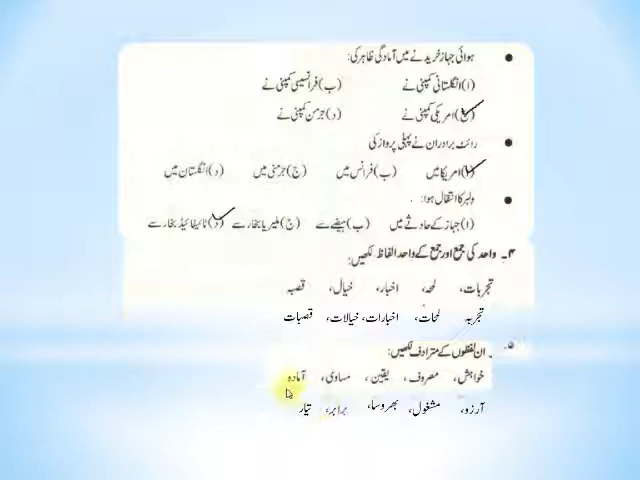 ہوائی جہاز خریدنے میں آمادگی ظاہر کی:
(ا) انگلستانی کمپنی نے (ب) فرانسیسی کمپنی نے
(ج) امریکی کمپنی نے (د) جرمن کمپنی نے
رائٹ برادران نے پہلی پرواز کی
(ا) امریکا میں (ب) فرانس میں (ج) جرمنی میں (د) انگلستان میں
ولبر کا انتقال ہوا:
(ا) جہاز کے حادثے میں (ب) ہیضے سے (ج) ملیریا بخار سے (د) ٹائیفائیڈ بخار سے
۴۔ واحد کی جمع اور جمع کے واحد الفاظ لکھیں:
تجربات، لمحہ، اخبار، خیال، قصبہ
تجربہ لمحات، اخبارات، خیالات، قصبات
۵۔ ان لفظوں کے مترادف لکھیں:
خواہش، مصروف، یقین، مساوی، آمادہ
آرزو، مشغول، بھروسا، برابر، تیار